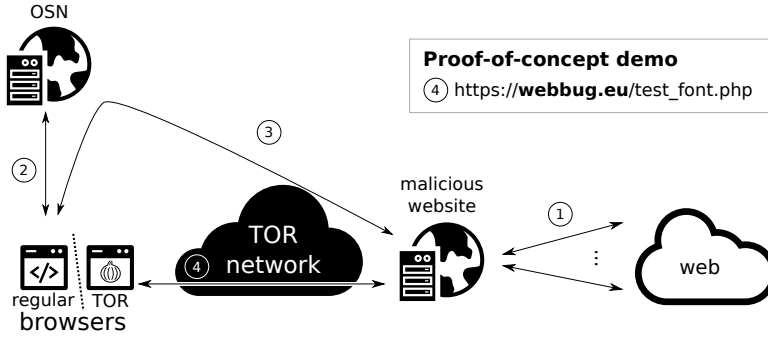 OSN
Proof-of-concept demo
4 https://webbug.eu/test_font.php
3
2
malicious
website
1
TOR
network
4
...
web
</>
regular TOR
browsers